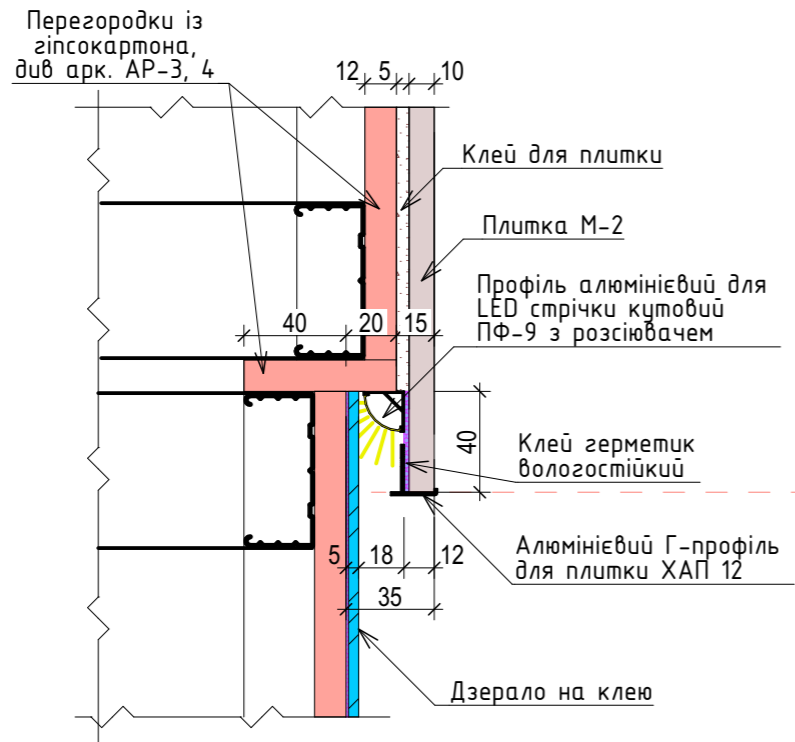 Перегородки із
гіпсокартона,
див арк. АР-3, 4
12 5 10
Клей для плитки
Плитка М-2
Профіль алюмінієвий для
LED стрічки кутовий
ПФ-9 з розсіювачем
40 20 15
40
Клей герметик
вологостійкий
Алюмінієвий Г-профіль
для плитки ХАП 12
5 18 12
35
Дзерало на клею